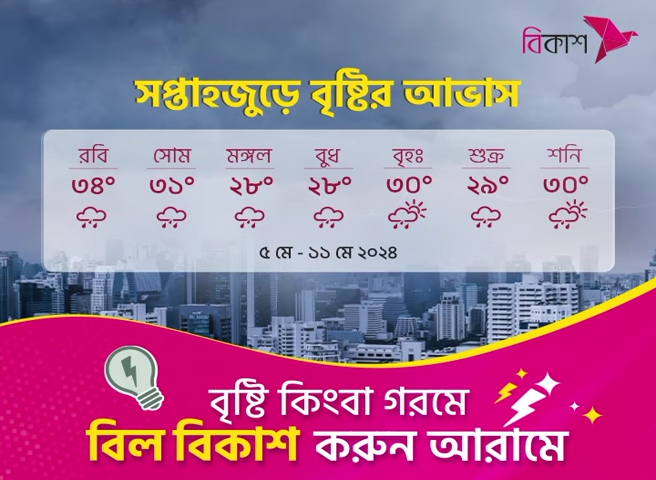 বিকাশ
সপ্তাহজুড়ে বৃষ্টির আভাস
রবি সোম মঙ্গল বুধ বৃহঃ শুক্র শনি
৩৪° ৩১° ২৮° ২৮° ৩০° ২৯° ৩০°
৫ মে - ১১ মে ২০২৪
বৃষ্টি কিংবা গরমে
বিল বিকাশ করুন আরামে